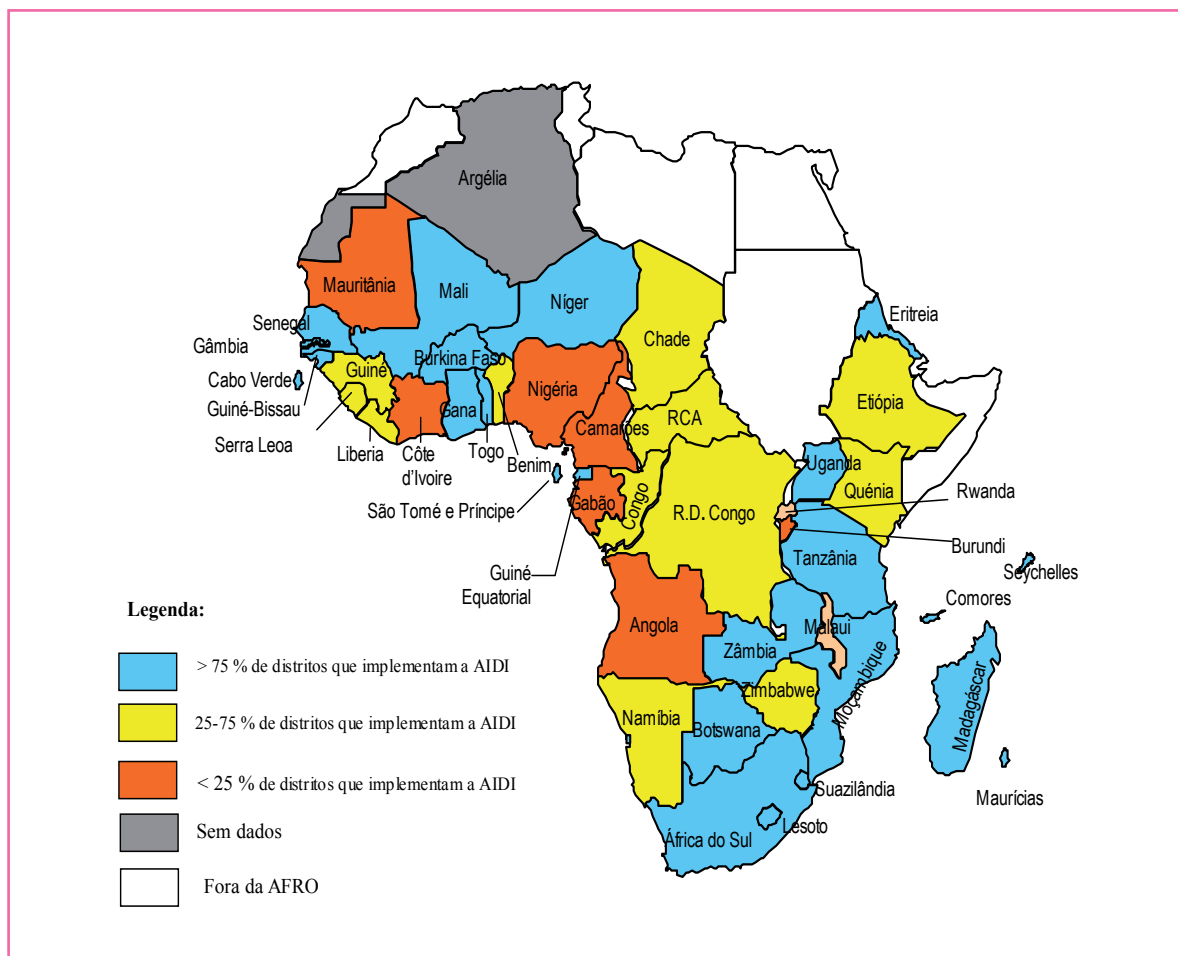 Argélia
Mauritânia
Mali
Níger
Chade
Eritreia
Senegal
Gâmbia
Cabo Verde
Guiné-Bissau
Serra Leoa
Guiné
Liberia
Côte
d’Ivoire
Burkina Faso
Gana
Togo
Benim
Nigéria
Camarões
RCA
Etiópia
São Tomé e Príncipe
Guiné
Equatorial
Gabão
Congo
R.D. Congo
Uganda
Quénia
Rwanda
Burundi
Tanzânia
Seychelles
Comores
Angola
Zâmbia
Malaui
Moçambique
Zimbabwe
Namíbia
Botswana
Madagáscar
Maurícias
Suazilândia
Lesoto
África do Sul
Legenda:
> 75 % de distritos que implementam a AIDI
25-75 % de distritos que implementam a AIDI
< 25 % de distritos que implementam a AIDI
Sem dados
Fora da AFRO